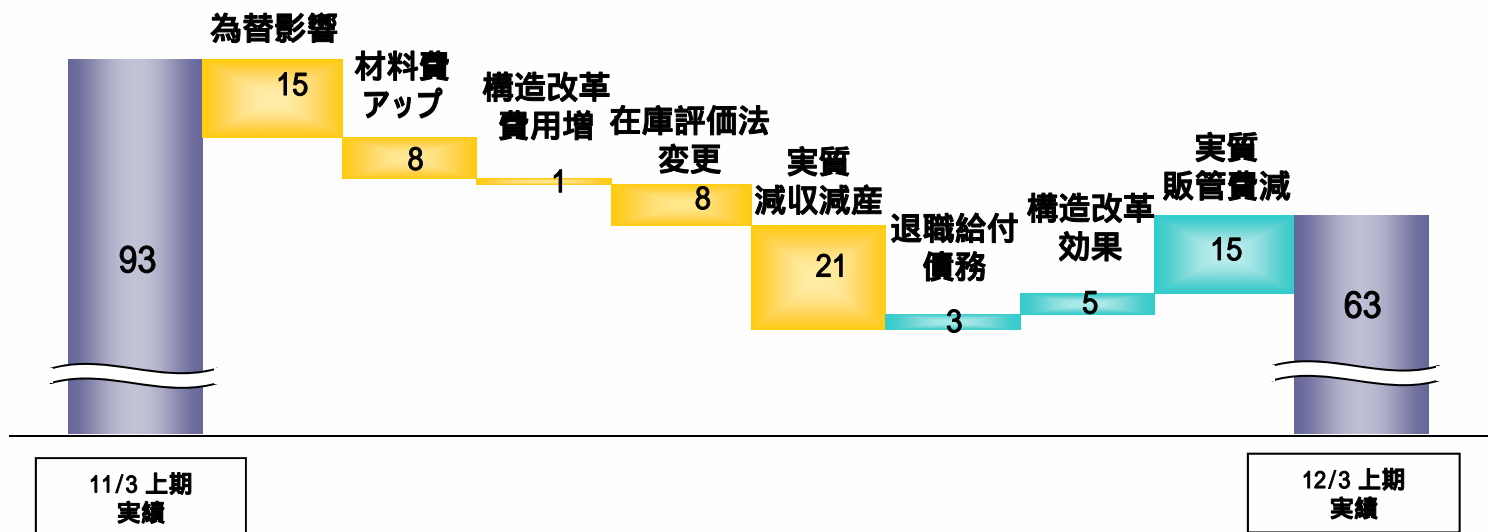 為替影響
15
材料費
アップ
8
構造改革
費用増
1
在庫評価法
変更
8
実質
減収減産
21
退職給付
債務
3
構造改革
効果
5
実質
販管費減
15
93
63
11/3 上期
実績
12/3 上期
実績